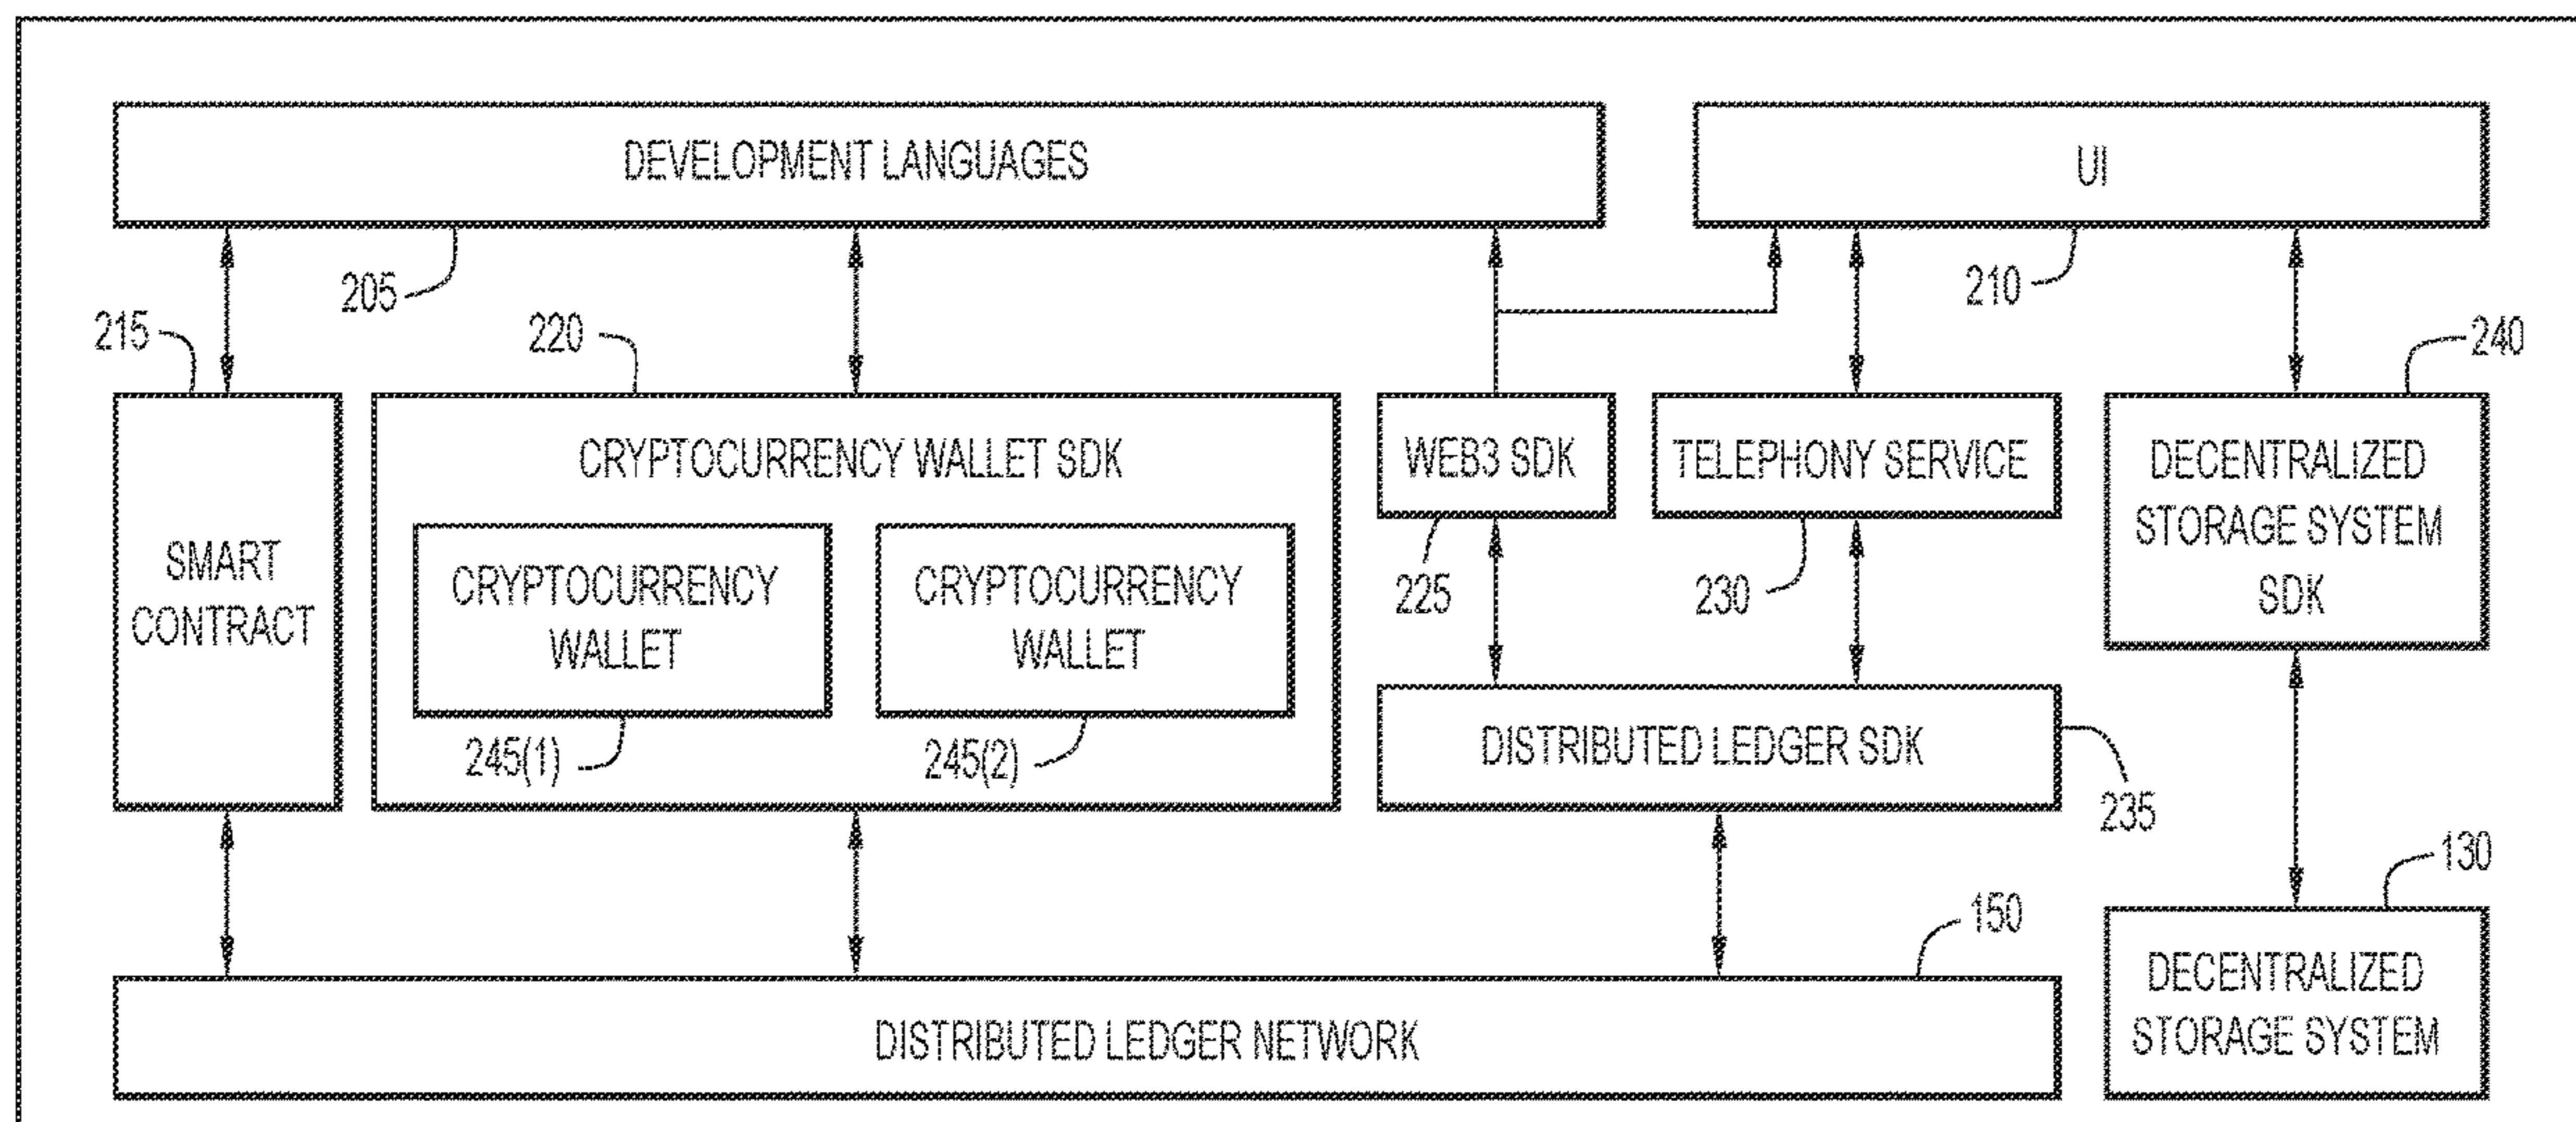 DEVELOPMENT LANGUAGES
UI
205
210
215
220
240
SMART
CONTRACT
CRYPTOCURRENCY WALLET SDK
CRYPTOCURRENCY
WALLET
245(1)
CRYPTOCURRENCY
WALLET
245(2)
WEB3 SDK
225
TELEPHONY SERVICE
230
DECENTRALIZED
STORAGE SYSTEM
SDK
DISTRIBUTED LEDGER SDK
235
130
150
DISTRIBUTED LEDGER NETWORK
DECENTRALIZED
STORAGE SYSTEM